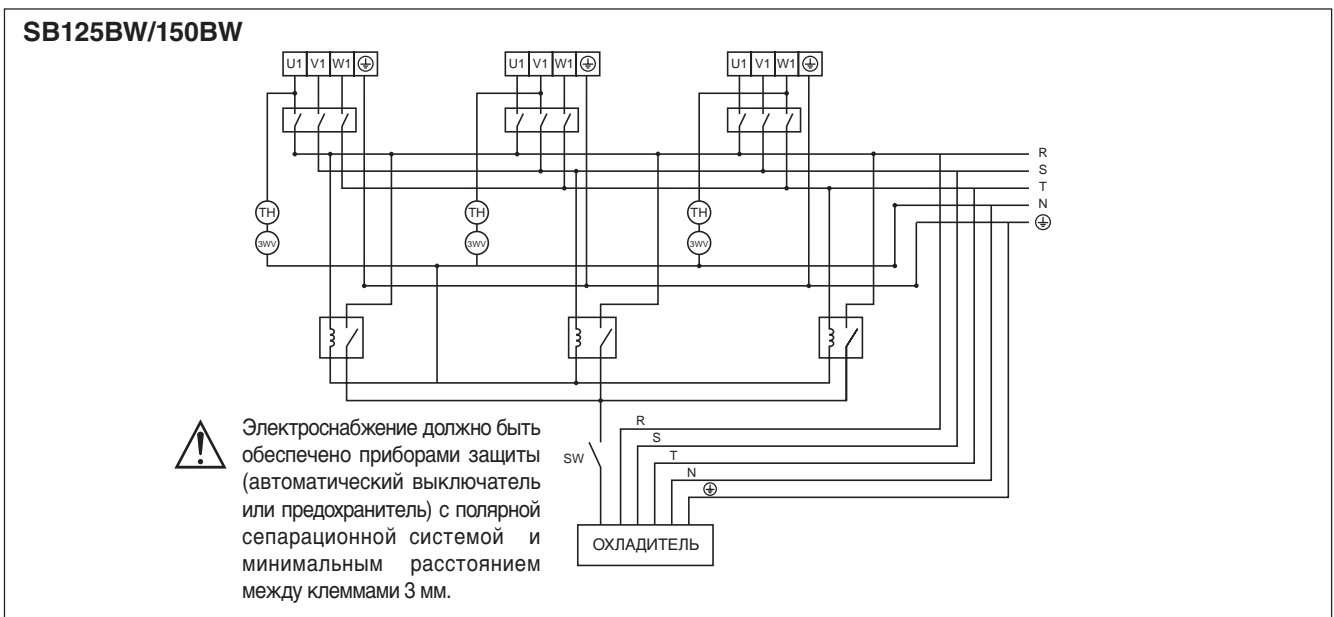 SB125BW/150BW
U1 V1 W1 ⏚ U1 V1 W1 ⏚ U1 V1 W1 ⏚
R
S
T
N
⏚
TH TH TH
3WV 3WV 3WV
Электроснабжение должно быть
обеспечено приборами защиты
(автоматический выключатель
или предохранитель) с полярной
сепарационной системой и
минимальным расстоянием
между клеммами 3 мм.
SW
R
S
T
N
⏚
ОХЛАДИТЕЛЬ